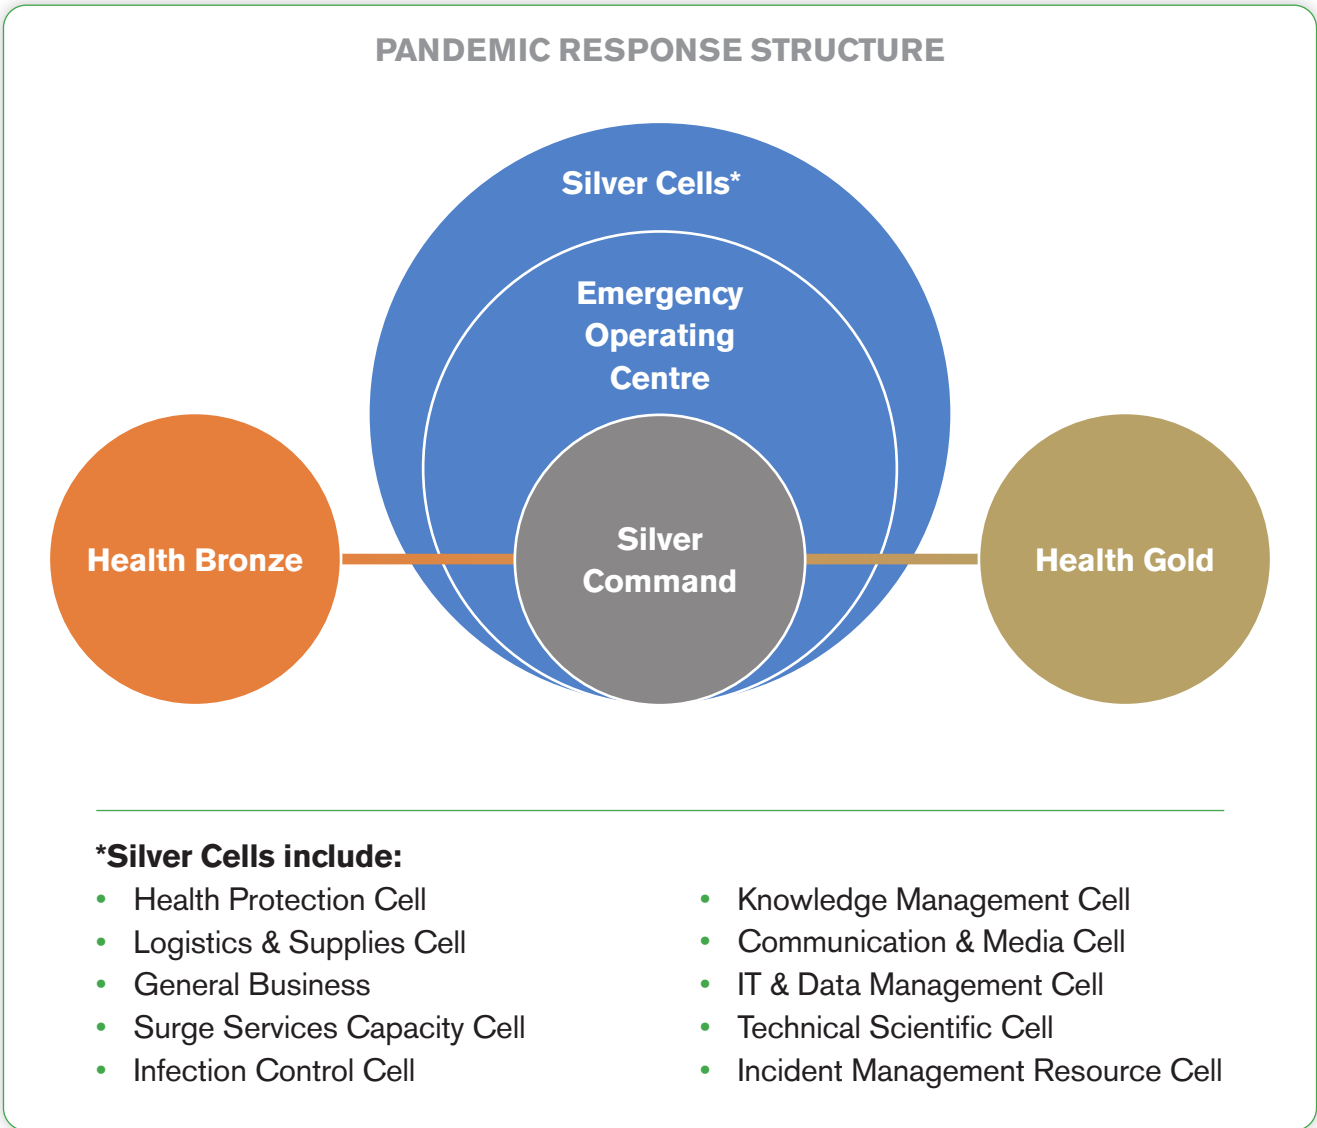 PANDEMIC RESPONSE STRUCTURE
Silver Cells*
Emergency
Operating
Centre
Health Bronze
Silver
Command
Health Gold
*Silver Cells include:
• Health Protection Cell
• Logistics & Supplies Cell
• General Business
• Surge Services Capacity Cell
• Infection Control Cell
• Knowledge Management Cell
• Communication & Media Cell
• IT & Data Management Cell
• Technical Scientific Cell
• Incident Management Resource Cell